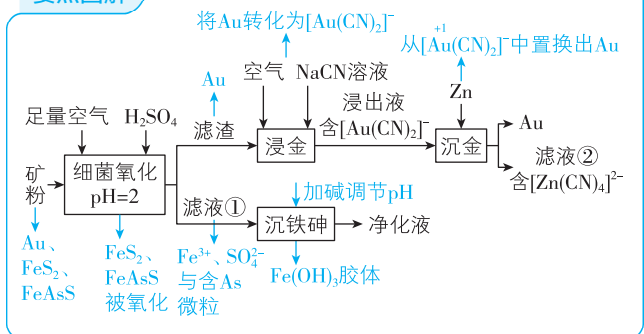 将Au转化为[Au(CN)₂]⁻
从[Au(CN)₂]⁻中置换出Au
+1
Au
空气 NaCN溶液
Zn
足量空气 H₂SO₄
滤渣
浸金
浸出液
含[Au(CN)₂]⁻
沉金
Au
滤液②
含[Zn(CN)₄]²⁻
矿粉
细菌氧化
pH=2
滤液①
加碱调节pH
沉铁砷
净化液
Au、
FeS₂、
FeAsS
FeS₂、
FeAsS
被氧化
Fe³⁺、SO₄²⁻
与含As
微粒
Fe(OH)₃胶体